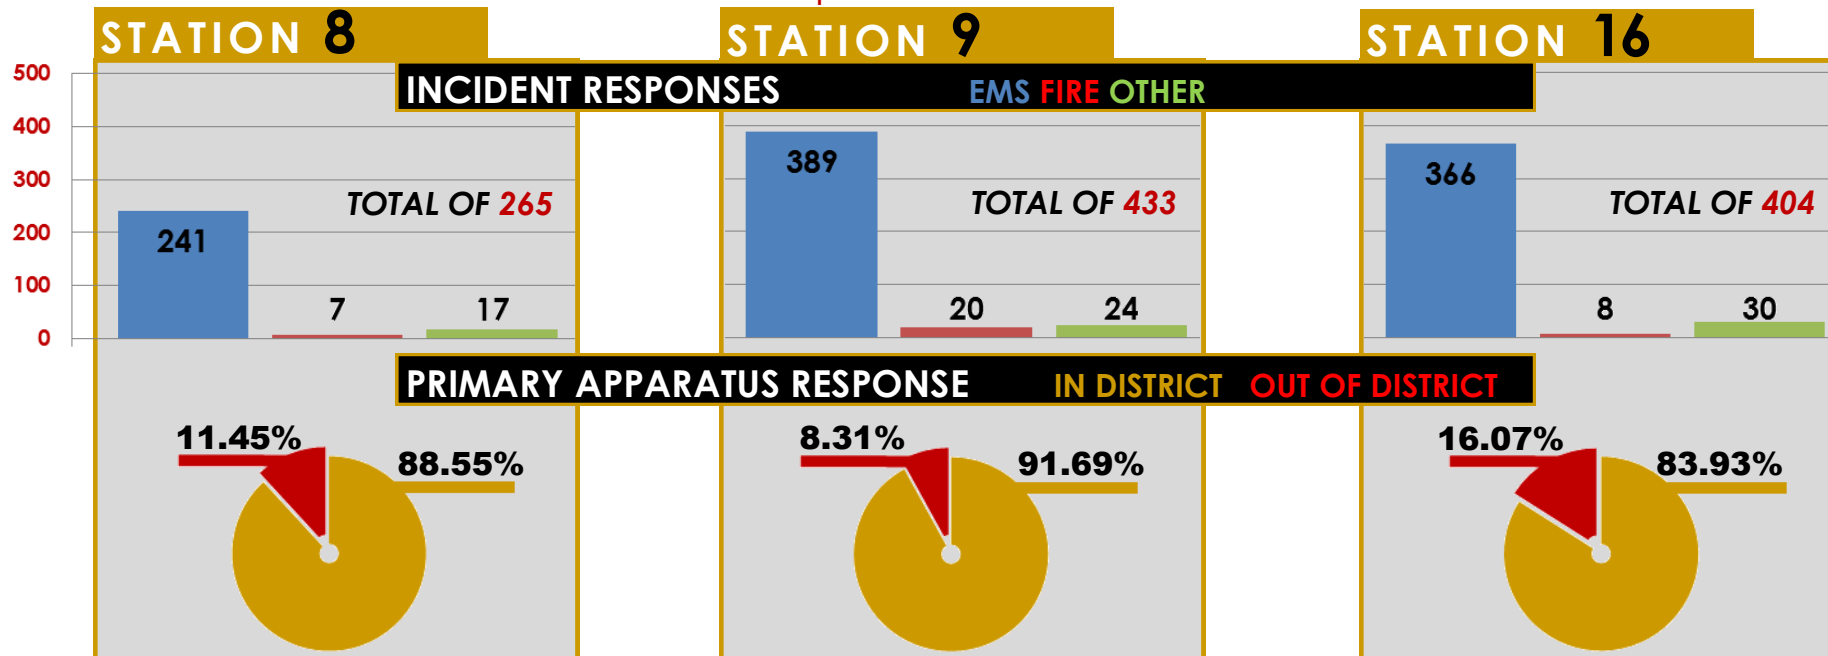 STATION 8
STATION 9
STATION 16
INCIDENT RESPONSES EMS FIRE OTHER
500
400
300
200
100
0
TOTAL OF 265
241
7
17
TOTAL OF 433
389
20
24
TOTAL OF 404
366
8
30
PRIMARY APPARATUS RESPONSE IN DISTRICT OUT OF DISTRICT
11.45%
88.55%
8.31%
91.69%
16.07%
83.93%